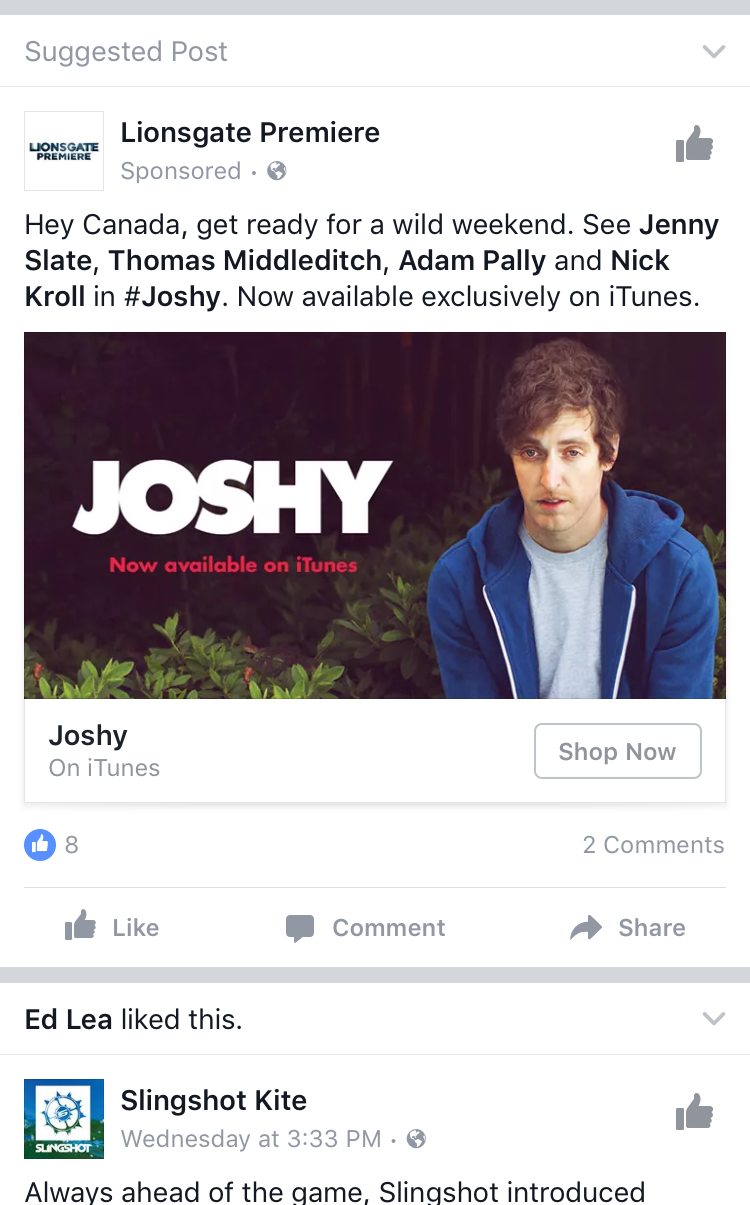 Suggested Post
LIONSGATE
PREMIERE
Lionsgate Premiere
Sponsored ·
Hey Canada, get ready for a wild weekend. See Jenny
Slate, Thomas Middleditch, Adam Pally and Nick
Kroll in #Joshy. Now available exclusively on iTunes.
JOSHY
Now available on iTunes
Joshy
On iTunes
Shop Now
8
2 Comments
Like
Comment
Share
Ed Lea liked this.
SLINGSHOT
Slingshot Kite
Wednesday at 3:33 PM ·
Always ahead of the game, Slingshot introduced